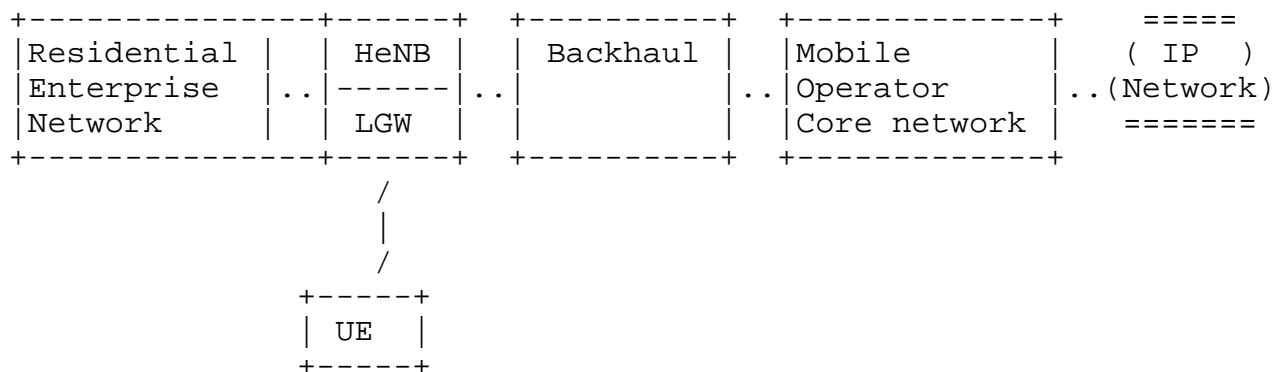 +---------------+------+  +----------+  +-------------+    =====
|Residential  |  | HeNB |  | Backhaul |  |Mobile       |   ( IP  )
|Enterprise   |..|------|..|          |..|Operator     |..(Network)
|Network      |  | LGW  |  |          |  |Core network |   =======
+---------------+------+  +----------+  +-------------+
/
|
/
+-----+
| UE  |
+-----+